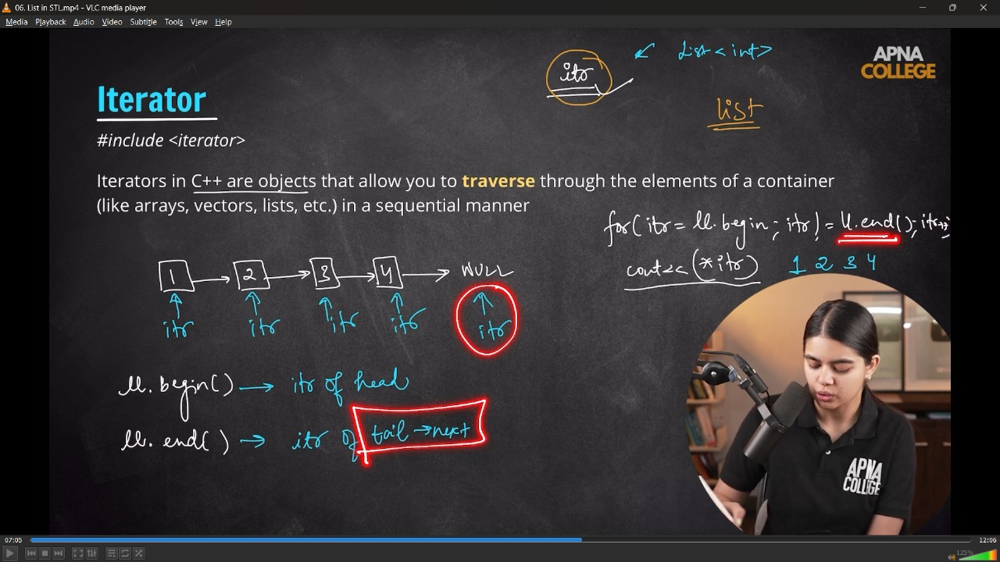 06. List in STL.mp4 - VLC media player
Media Playback Audio Video Subtitle Tools View Help
itr
List<int>
APNA
COLLEGE
list
Iterator
#include <iterator>
Iterators in C++ are objects that allow you to traverse through the elements of a container
(like arrays, vectors, lists, etc.) in a sequential manner
for(itr = ll.begin; itr != ll.end(); itr++)
cout<<(*itr) 1 2 3 4
1 → 2 → 3 → 4 → NULL
itr itr itr itr itr
ll.begin() → itr of head
ll.end() → itr of tail → next
APNA
COLLEGE
07:05 12:06
125%